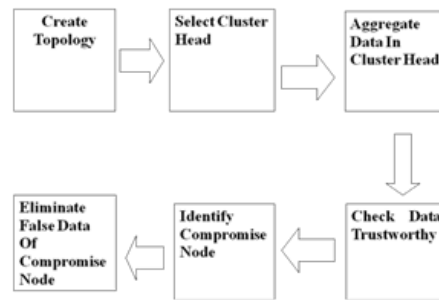 Create
Topology
Select Cluster
Head
Aggregate
Data In
Cluster Head
Check Data
Trustworthy
Identify
Compromise
Node
Eliminate
False Data
Of
Compromise
Node